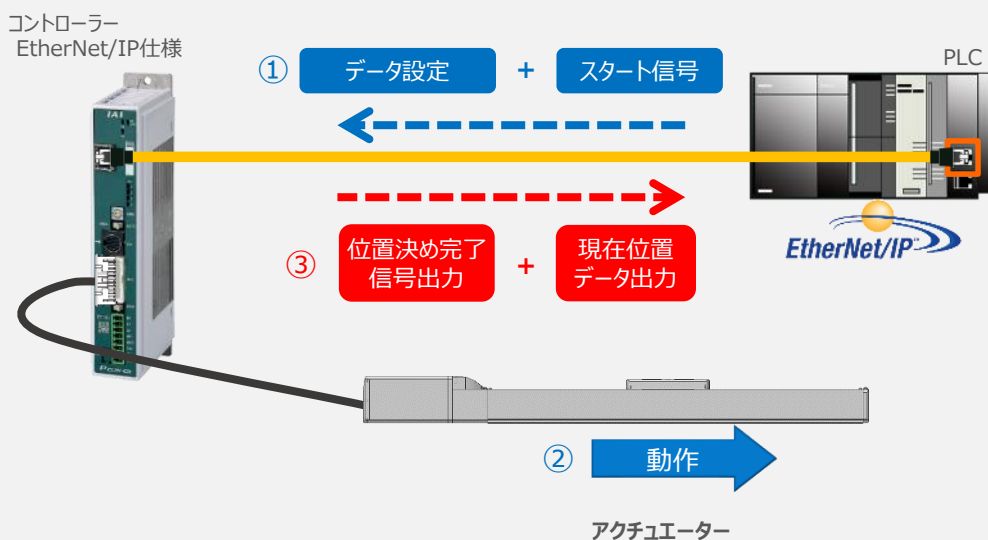 コントローラー
EtherNet/IP仕様
① データ設定 + スタート信号
PLC
IAI
EtherNet/IP
③ 位置決め完了
信号出力
+
現在位置
データ出力
② 動作
アクチュエーター